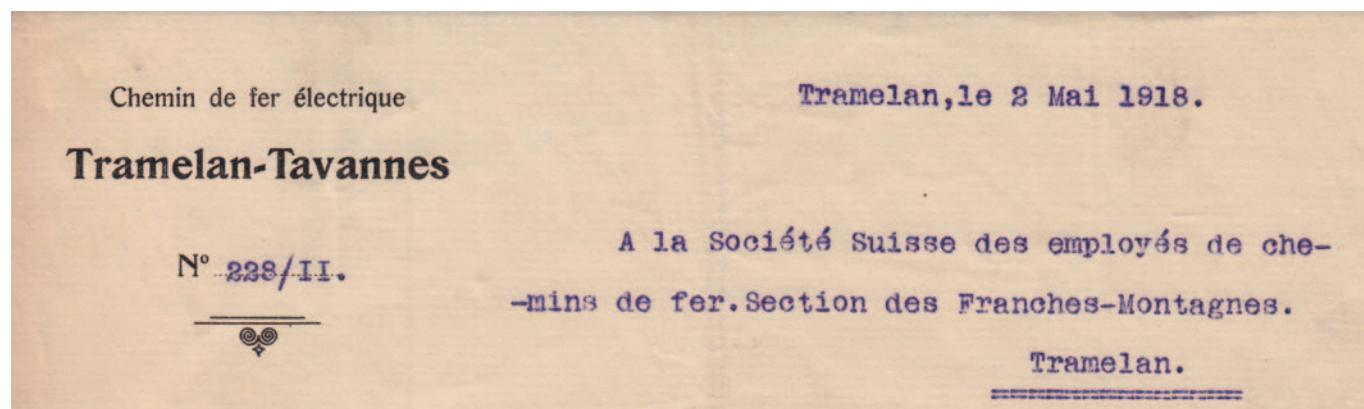 Chemin de fer électrique
Tramelan-Tavannes
N° 228/II.
Tramelan,le 2 Mai 1918.
A la Société Suisse des employés de che-
-mins de fer.Section des Franches-Montagnes.
Tramelan.